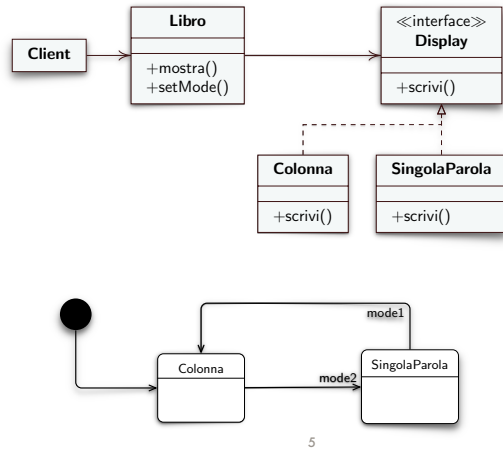 Client
Libro
+mostra()
+setMode()
≪interface≫
Display
+scrivi()
Colonna
+scrivi()
SingolaParola
+scrivi()
mode1
Colonna
mode2
SingolaParola
5